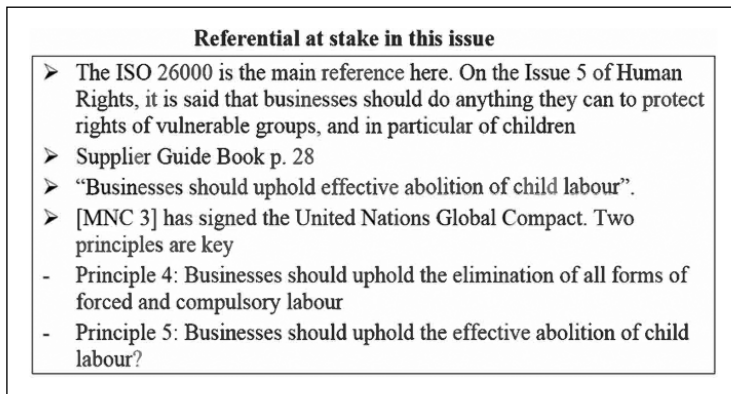 Referential at stake in this issue
➢ The ISO 26000 is the main reference here. On the Issue 5 of Human
Rights, it is said that businesses should do anything they can to protect
rights of vulnerable groups, and in particular of children
➢ Supplier Guide Book p. 28
➢ “Businesses should uphold effective abolition of child labour”.
➢ [MNC 3] has signed the United Nations Global Compact. Two
principles are key
- Principle 4: Businesses should uphold the elimination of all forms of
forced and compulsory labour
- Principle 5: Businesses should uphold the effective abolition of child
labour?